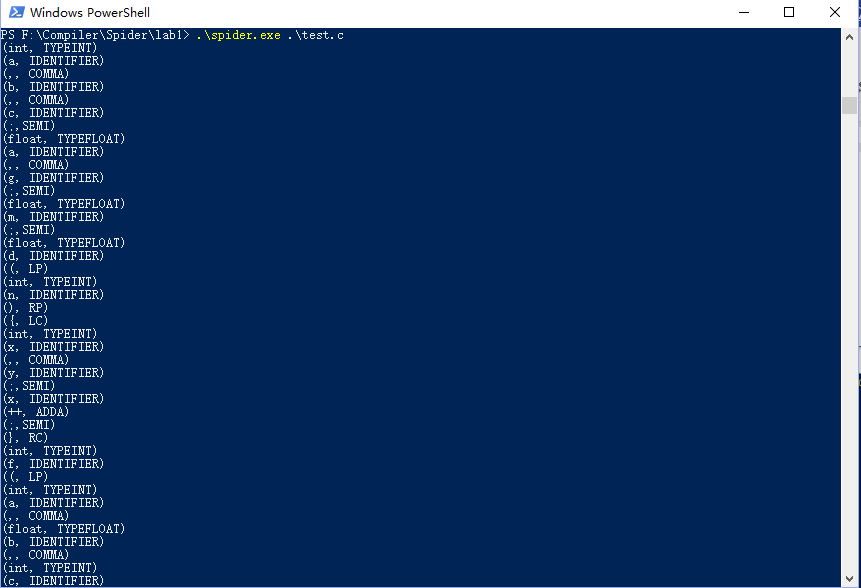 Windows PowerShell
PS F:\Compiler\Spider\lab1> .\spider.exe .\test.c
(int, TYPEINT)
(a, IDENTIFIER)
(,, COMMA)
(b, IDENTIFIER)
(,, COMMA)
(c, IDENTIFIER)
(;,SEMI)
(float, TYPEFLOAT)
(a, IDENTIFIER)
(,, COMMA)
(g, IDENTIFIER)
(;,SEMI)
(float, TYPEFLOAT)
(m, IDENTIFIER)
(;,SEMI)
(float, TYPEFLOAT)
(d, IDENTIFIER)
((, LP)
(int, TYPEINT)
(n, IDENTIFIER)
(), RP)
({, LC)
(int, TYPEINT)
(x, IDENTIFIER)
(,, COMMA)
(y, IDENTIFIER)
(;,SEMI)
(x, IDENTIFIER)
(++, ADDA)
(;,SEMI)
(}, RC)
(int, TYPEINT)
(f, IDENTIFIER)
((, LP)
(int, TYPEINT)
(a, IDENTIFIER)
(,, COMMA)
(float, TYPEFLOAT)
(b, IDENTIFIER)
(,, COMMA)
(int, TYPEINT)
(c, IDENTIFIER)